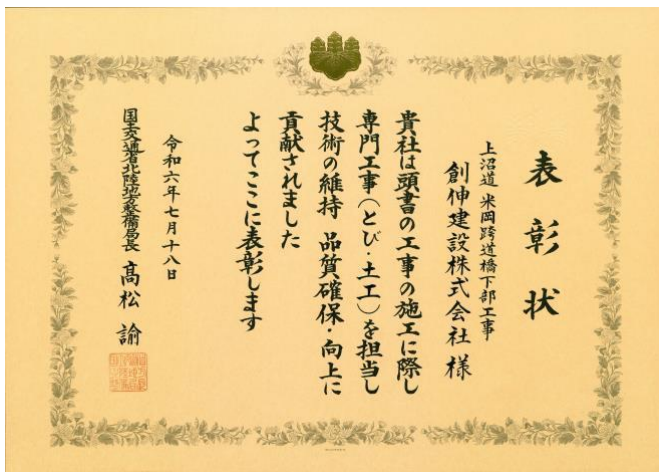 表彰状
上沼道 米岡跨道橋下部工事
創伸建設株式会社 様
貴社は頭書の工事の施工に際し
専門工事(とび・土工)を担当し
技術の維持 品質確保・向上に
貢献されました
よってここに表彰します
令和六年七月十八日
国土交通省北陸地方整備局長 髙松 諭